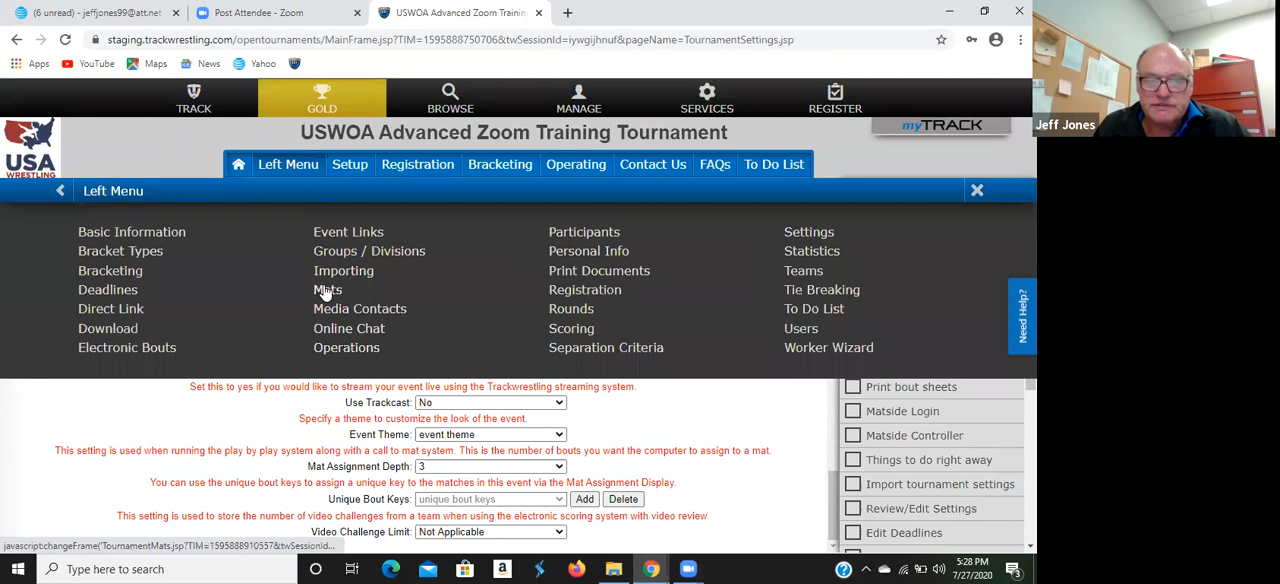 (6 unread) - jeffjones99@att.net
Post Attendee - Zoom
USWOA Advanced Zoom Training
staging.trackwrestling.com/opentournaments/MainFrame.jsp?TIM=1595888750706&twSessionId=iywgijhnuf&pageName=TournamentSettings.jsp
Apps YouTube Maps News Yahoo
TRACK GOLD BROWSE MANAGE SERVICES REGISTER
USWOA Advanced Zoom Training Tournament
myTRACK
USA
WRESTLING
Left Menu Setup Registration Bracketing Operating Contact Us FAQs To Do List
Left Menu
Basic Information Event Links Participants Settings
Bracket Types Groups / Divisions Personal Info Statistics
Bracketing Importing Print Documents Teams
Deadlines Mats Registration Tie Breaking
Direct Link Media Contacts Rounds To Do List
Download Online Chat Scoring Users
Electronic Bouts Operations Separation Criteria Worker Wizard
Need Help?
Set this to yes if you would like to stream your event live using the Trackwrestling streaming system.
Use Trackcast: No
Specify a theme to customize the look of the event.
Event Theme: event theme
This setting is used when running the play by play system along with a call to mat system. This is the number of bouts you want the computer to assign to a mat.
Mat Assignment Depth: 3
You can use the unique bout keys to assign a unique key to the matches in this event via the Mat Assignment Display.
Unique Bout Keys: unique bout keys Add Delete
This setting is used to store the number of video challenges from a team when using the electronic scoring system with video review.
Video Challenge Limit: Not Applicable
Print bout sheets
Matside Login
Matside Controller
Things to do right away
Import tournament settings
Review/Edit Settings
Edit Deadlines
javascript:changeFrame('TournamentMats.jsp?TIM=1595888910557&twSessionId...
Type here to search
5:28 PM
7/27/2020
3
Jeff Jones